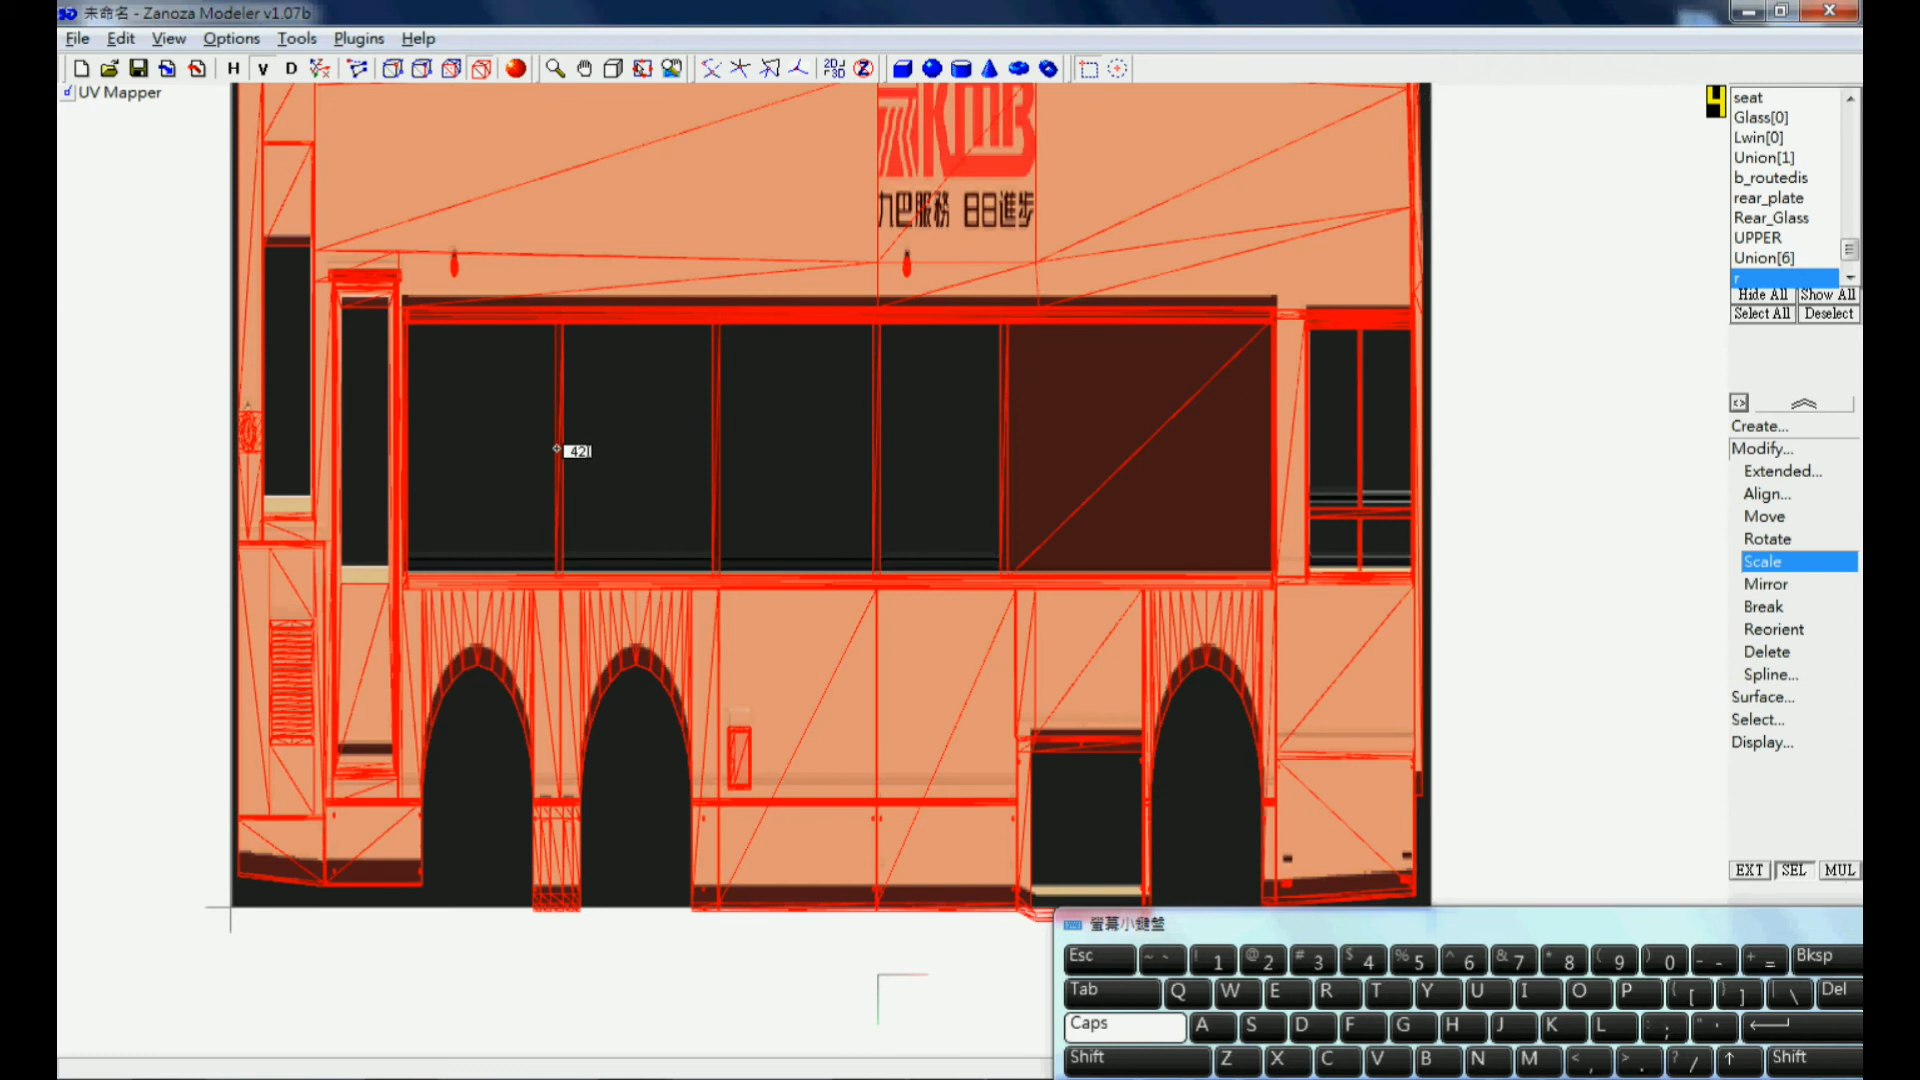 未命名 - Zanoza Modeler v1.07b
File Edit View Options Tools Plugins Help
H V D 2D 3D Z
UV Mapper
4
seat
Glass[0]
Lwin[0]
Union[1]
b_routedis
rear_plate
Rear_Glass
UPPER
Union[6]
r
Hide All Show All
Select All Deselect
KMB
九巴服務 日日進步
42
Create...
Modify...
Extended...
Align...
Move
Rotate
Scale
Mirror
Break
Reorient
Delete
Spline...
Surface...
Select...
Display...
EXT SEL MUL
螢幕小鍵盤
Esc ~ ` ! 1 @ 2 # 3 $ 4 % 5 ^ 6 & 7 * 8 ( 9 ) 0 - - + = Bksp
Tab Q W E R T Y U I O P { [ } ] | \ Del
Caps A S D F G H J K L : ; " '
Shift Z X C V B N M < , > . ? / ↑ Shift